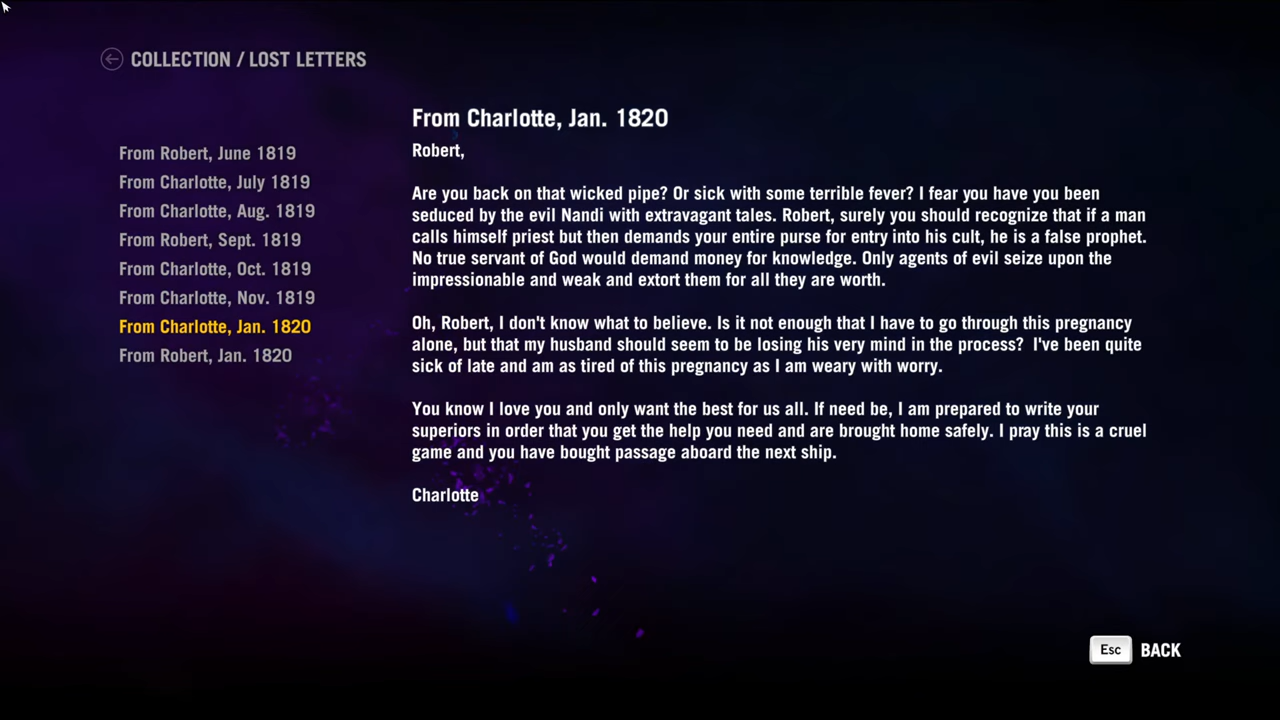 COLLECTION / LOST LETTERS
From Robert, June 1819
From Charlotte, July 1819
From Charlotte, Aug. 1819
From Robert, Sept. 1819
From Charlotte, Oct. 1819
From Charlotte, Nov. 1819
From Charlotte, Jan. 1820
From Robert, Jan. 1820
From Charlotte, Jan. 1820
Robert,
Are you back on that wicked pipe? Or sick with some terrible fever? I fear you have you been
seduced by the evil Nandi with extravagant tales. Robert, surely you should recognize that if a man
calls himself priest but then demands your entire purse for entry into his cult, he is a false prophet.
No true servant of God would demand money for knowledge. Only agents of evil seize upon the
impressionable and weak and extort them for all they are worth.
Oh, Robert, I don't know what to believe. Is it not enough that I have to go through this pregnancy
alone, but that my husband should seem to be losing his very mind in the process?  I've been quite
sick of late and am as tired of this pregnancy as I am weary with worry.
You know I love you and only want the best for us all. If need be, I am prepared to write your
superiors in order that you get the help you need and are brought home safely. I pray this is a cruel
game and you have bought passage aboard the next ship.
Charlotte
Esc BACK